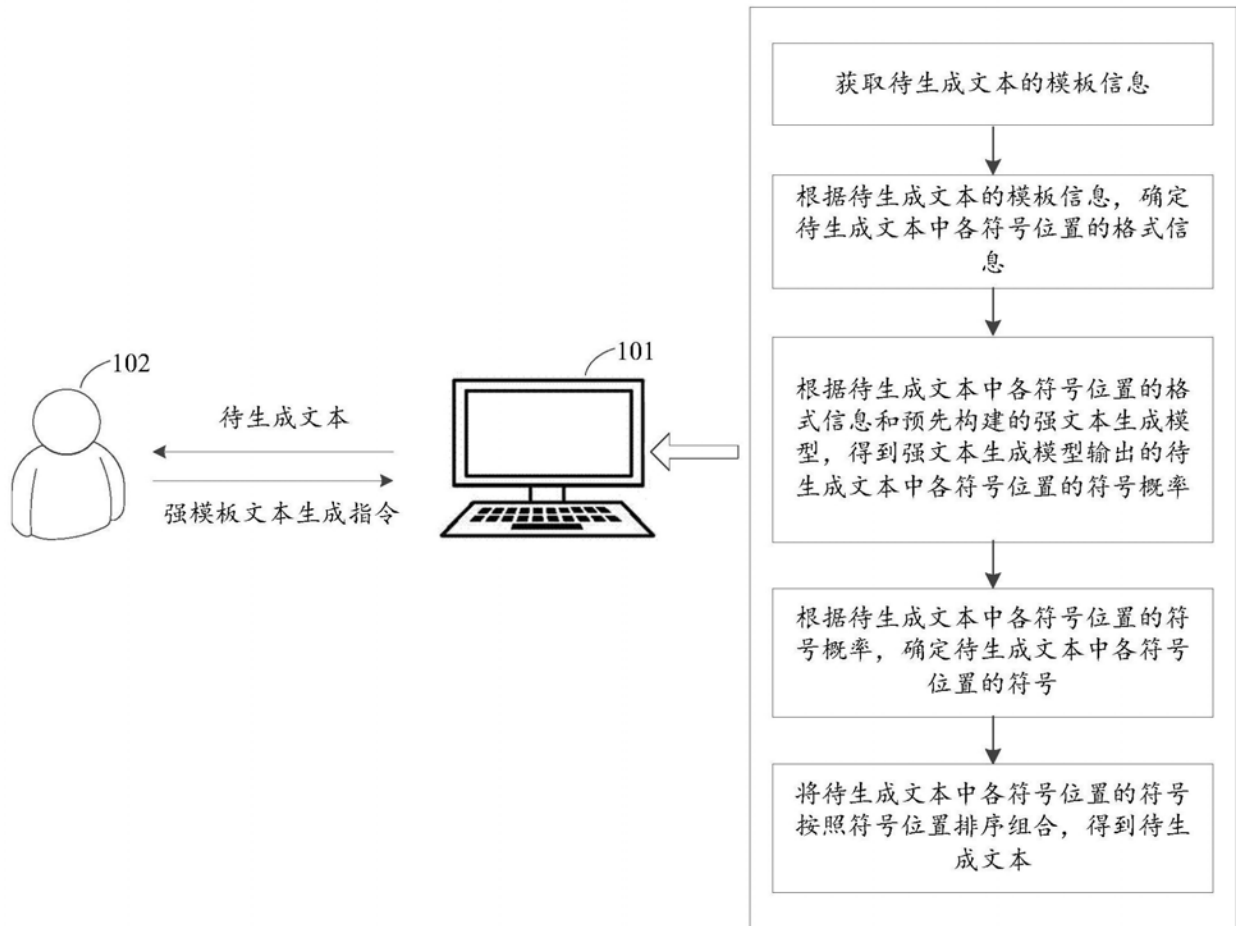 获取待生成文本的模板信息
根据待生成文本的模板信息，确定
待生成文本中各符号位置的格式信
息
根据待生成文本中各符号位置的格
式信息和预先构建的强文本生成模
型，得到强文本生成模型输出的待
生成文本中各符号位置的符号概率
根据待生成文本中各符号位置的符
号概率，确定待生成文本中各符号
位置的符号
将待生成文本中各符号位置的符号
按照符号位置排序组合，得到待生
成文本
102
101
待生成文本
强模板文本生成指令